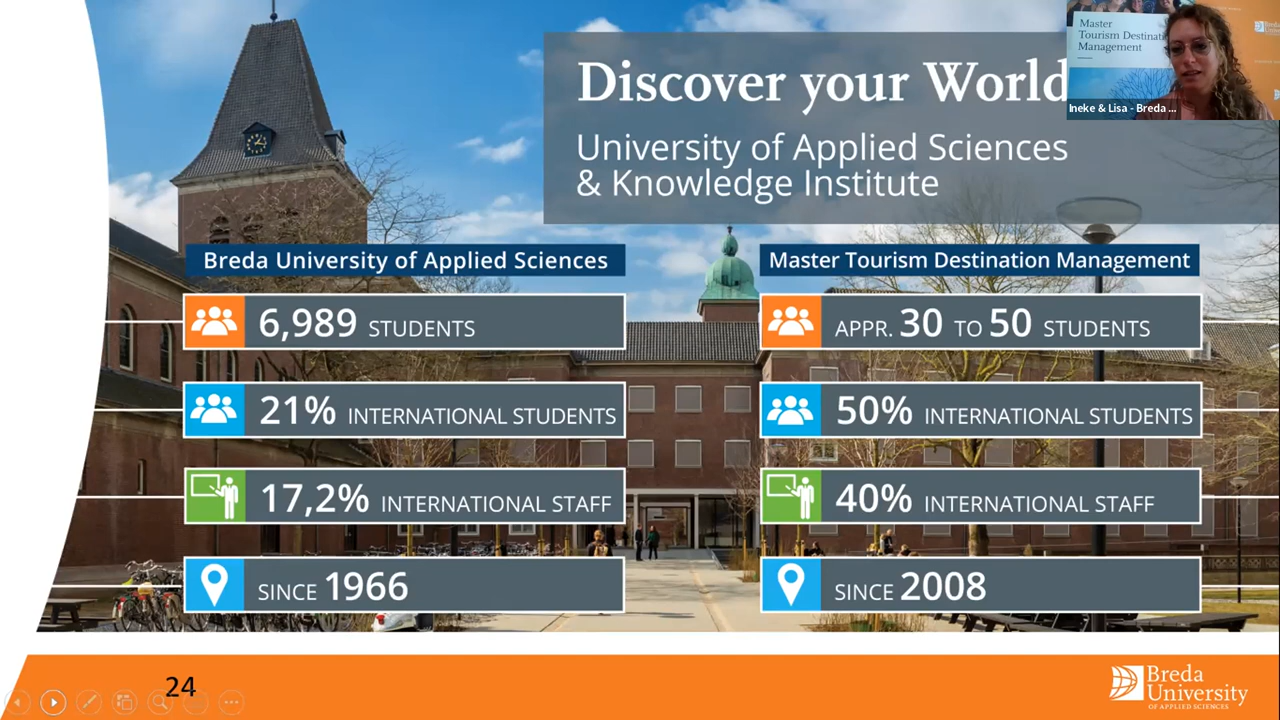 Discover your World
University of Applied Sciences
& Knowledge Institute
Master
Tourism Destinati
Management
Ineke & Lisa - Breda ...
Breda University of Applied Sciences
6,989 STUDENTS
21% INTERNATIONAL STUDENTS
17,2% INTERNATIONAL STAFF
SINCE 1966
Master Tourism Destination Management
APPR. 30 TO 50 STUDENTS
50% INTERNATIONAL STUDENTS
40% INTERNATIONAL STAFF
SINCE 2008
24
Breda
University
OF APPLIED SCIENCES